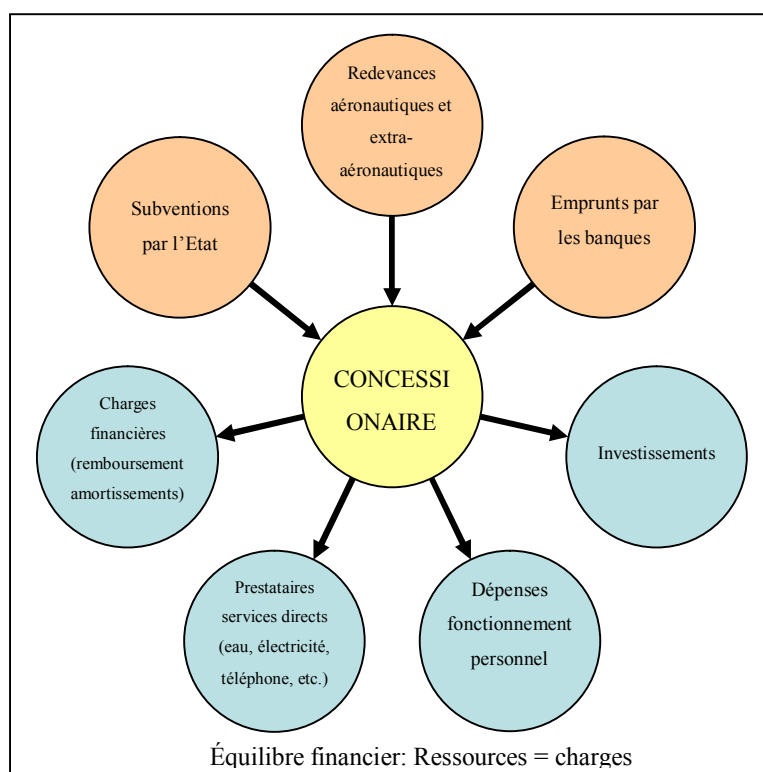 Redevances
aéronautiques et
extra-
aéronautiques
Subventions
par l’Etat
Emprunts par
les banques
CONCESSI
ONAIRE
Charges
financières
(remboursement
amortissements)
Investissements
Prestataires
services directs
(eau, électricité,
téléphone, etc.)
Dépenses
fonctionnement
personnel
Équilibre financier: Ressources = charges